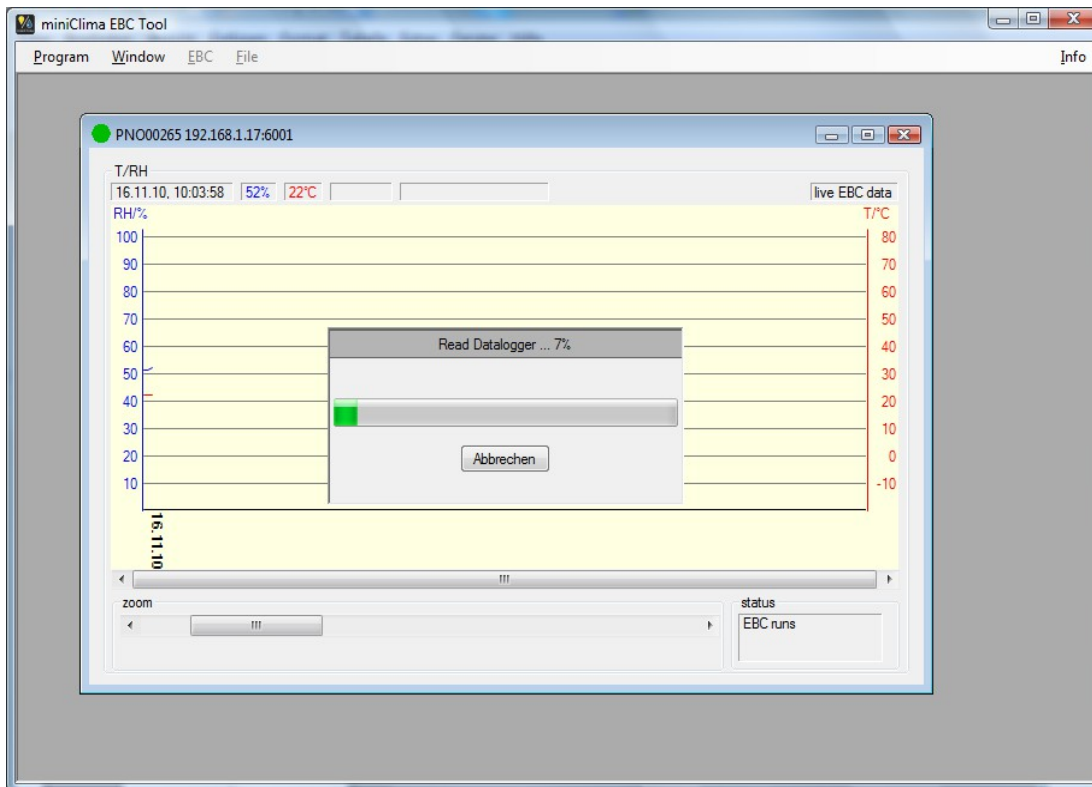 miniClima EBC Tool
Program Window EBC File Info
PNO00265 192.168.1.17:6001
T/RH
16.11.10, 10:03:58 52% 22°C live EBC data
RH/% T/°C
100 80
90 70
80 60
70 50
Read Datalogger ... 7%
60 40
50 30
40 20
30 10
20 0
Abbrechen
10 -10
16.11.10
zoom status
EBC runs